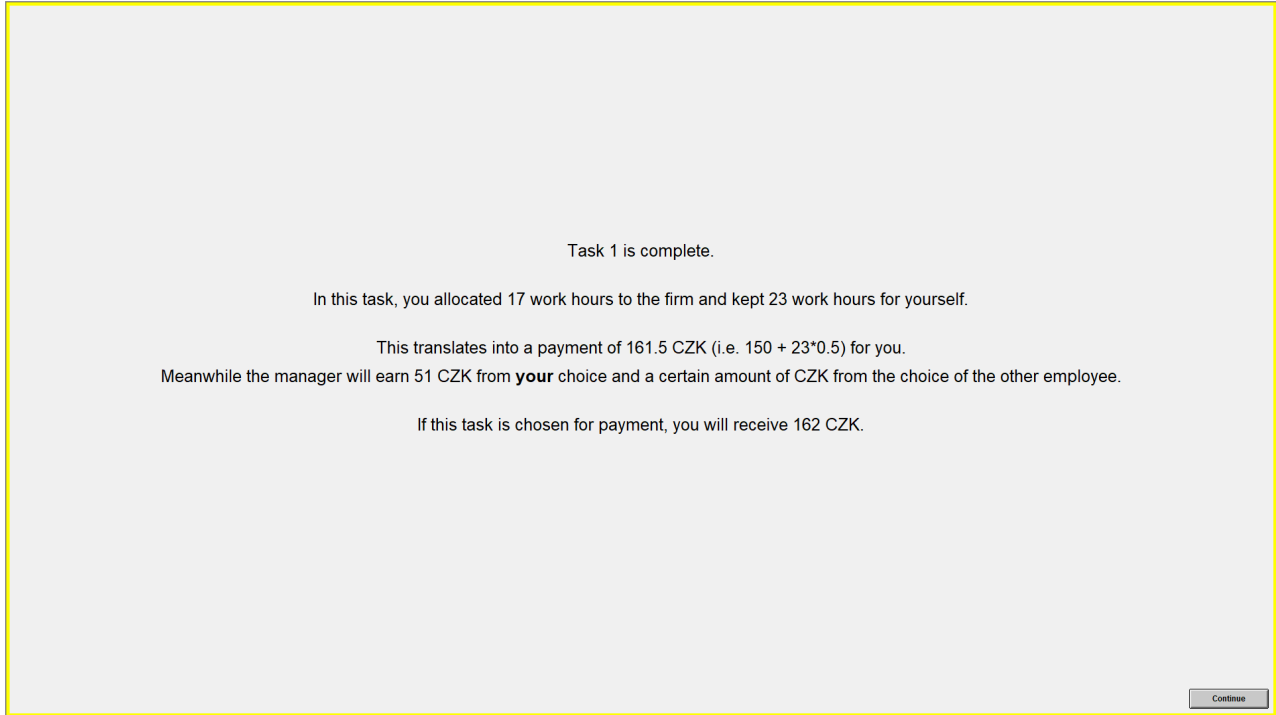 Task 1 is complete.
In this task, you allocated 17 work hours to the firm and kept 23 work hours for yourself.
This translates into a payment of 161.5 CZK (i.e. 150 + 23*0.5) for you.
Meanwhile the manager will earn 51 CZK from your choice and a certain amount of CZK from the choice of the other employee.
If this task is chosen for payment, you will receive 162 CZK.
Continue